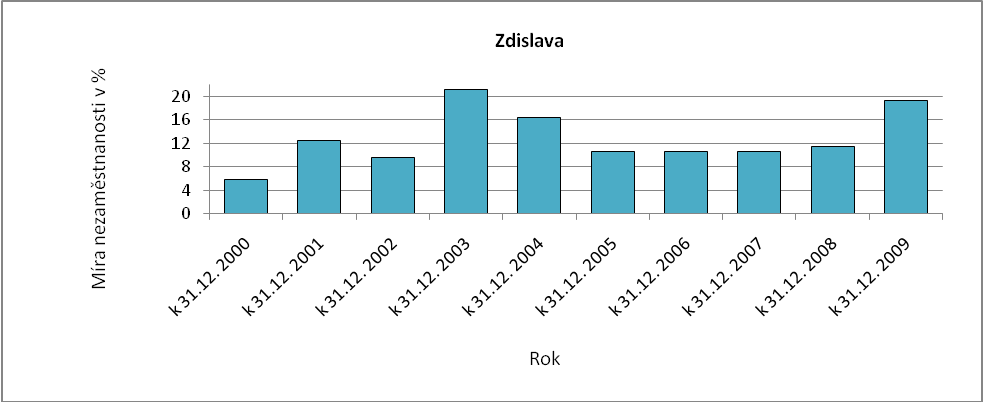 Zdislava
Míra nezaměstnanosti v %
20
16
12
8
4
0
k 31.12. 2000
k 31.12. 2001
k 31.12. 2002
k 31.12. 2003
k 31.12. 2004
k 31.12. 2005
k 31.12. 2006
k 31.12. 2007
k 31.12. 2008
k 31.12. 2009
Rok